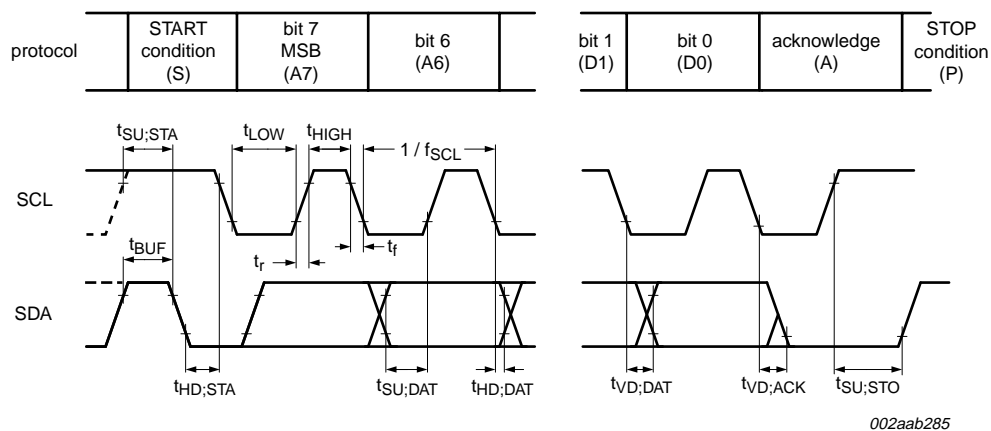 protocol
START
condition
(S)
bit 7
MSB
(A7)
bit 6
(A6)
bit 1
(D1)
bit 0
(D0)
acknowledge
(A)
STOP
condition
(P)
tSU;STA
tLOW
tHIGH
1 / fSCL
SCL
tBUF
tr
tf
SDA
tHD;STA
tSU;DAT
tHD;DAT
tVD;DAT
tVD;ACK
tSU;STO
002aab285